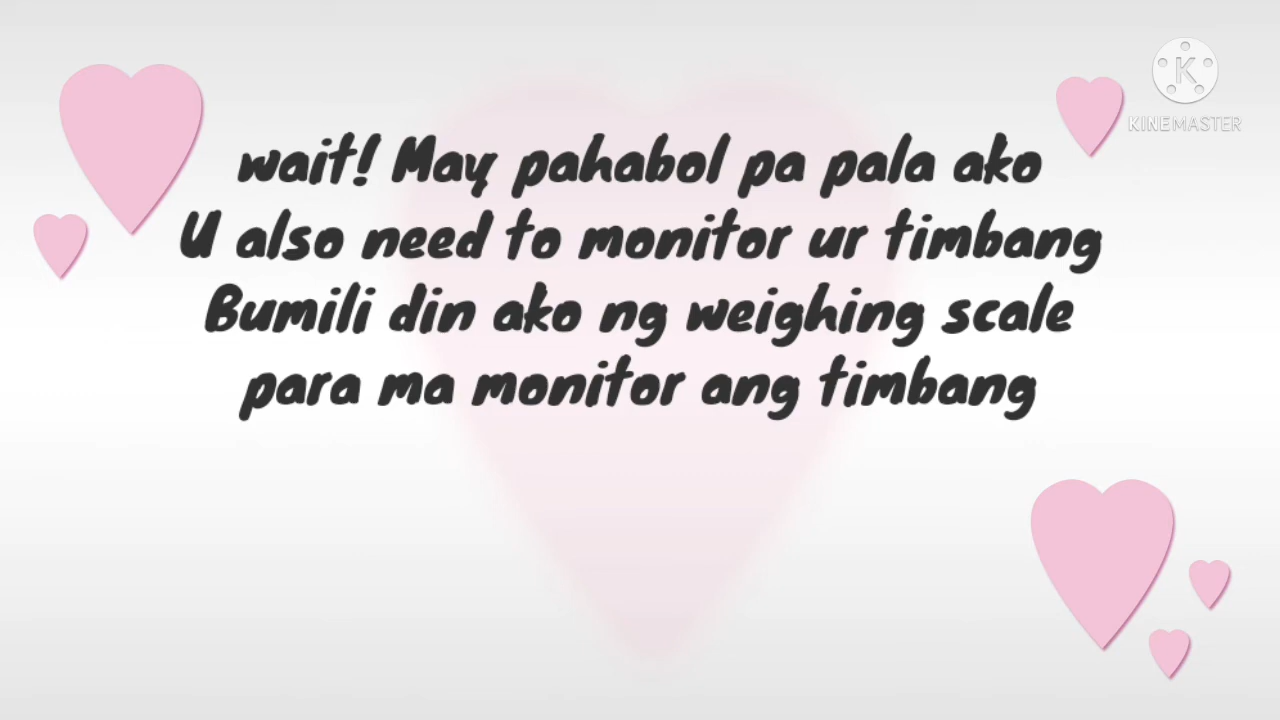 wait! May pahabol pa pala ako
U also need to monitor ur timbang
Bumili din ako ng weighing scale
para ma monitor ang timbang
K
KINEMASTER